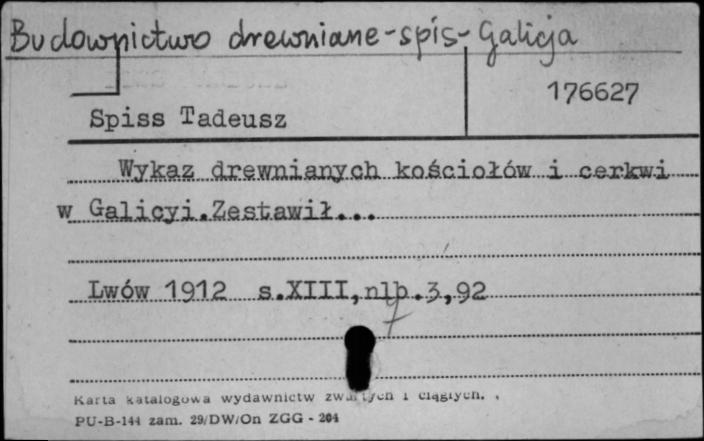 Budownictwo drewniane-spis-Galicja
176627
Spiss Tadeusz
Wykaz drewnianych kościołów i cerkwi
w Galicyi.Zestawił...
Lwów 1912 s.XIII,nlb.3,92
Karta katalogowa wydawnictw zwartych i ciągłych.
PU-B-144 zam. 29/DW/On ZGG - 204